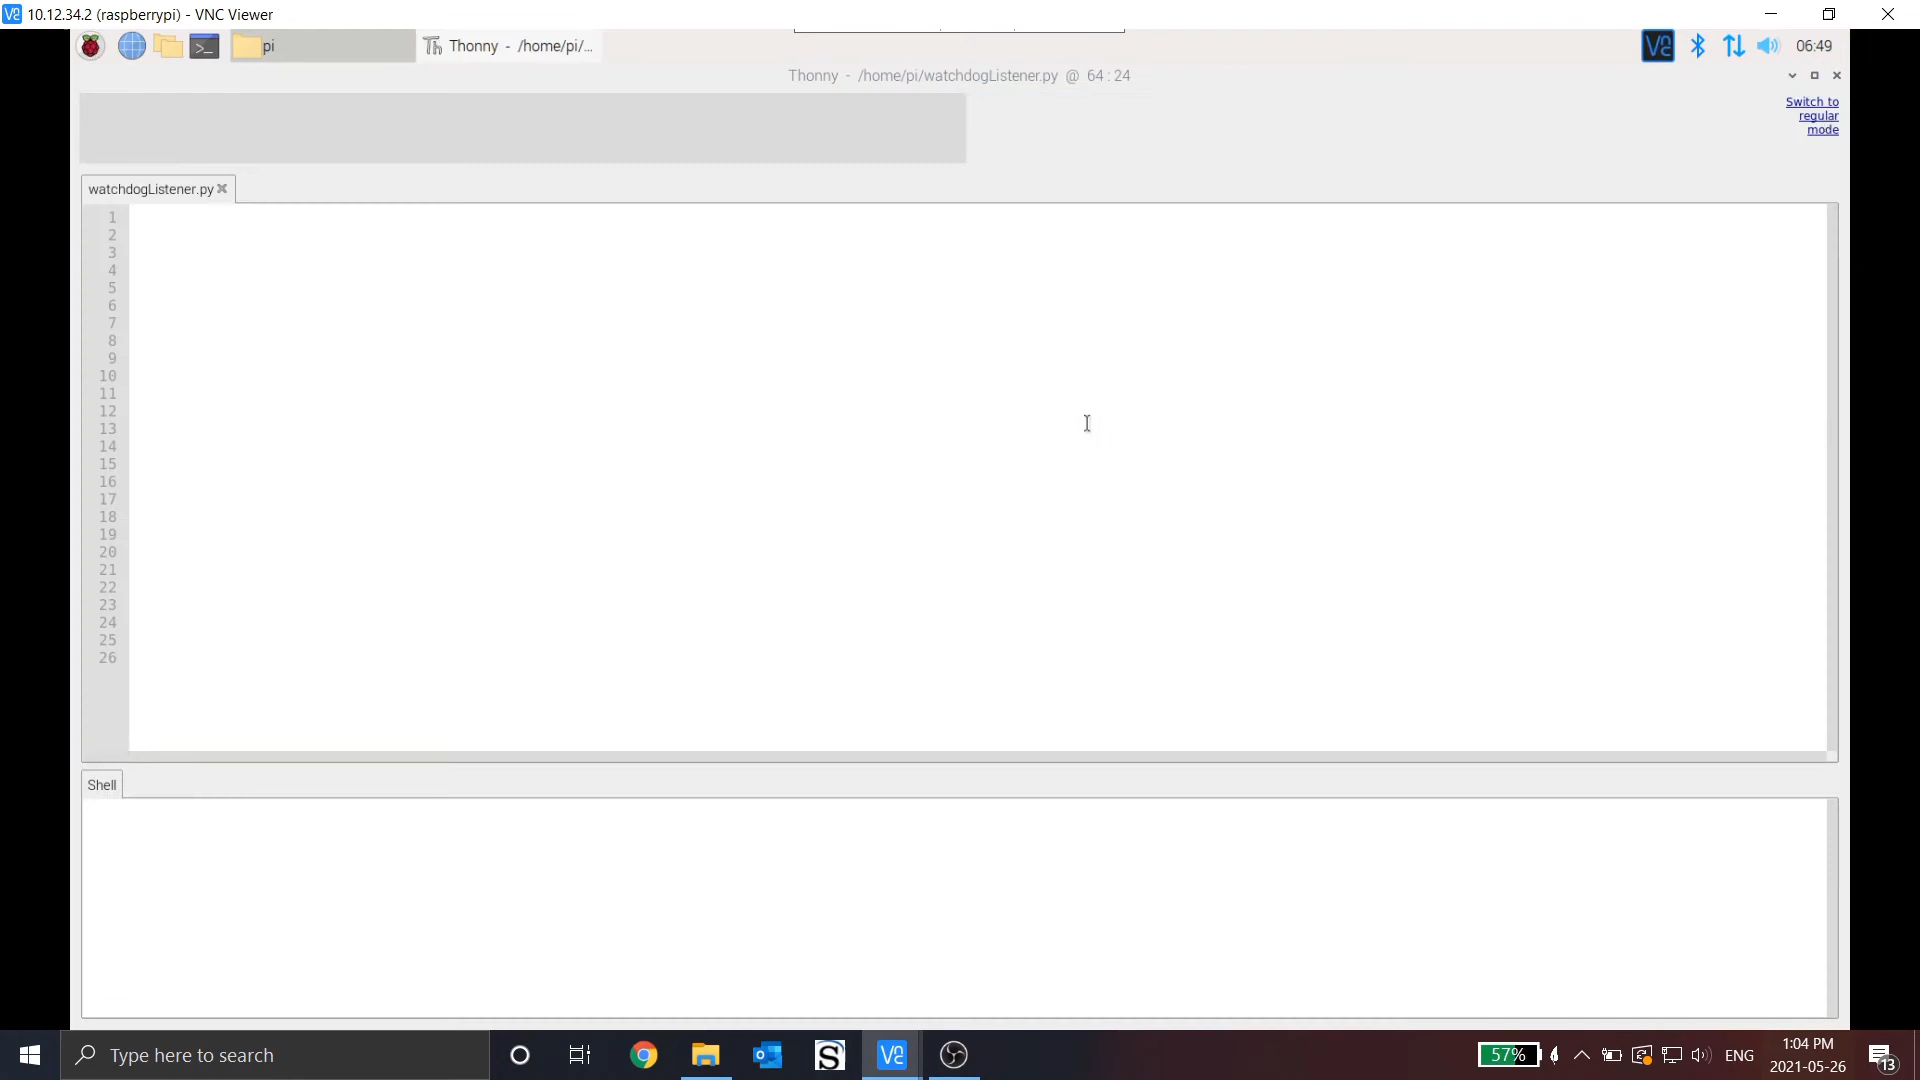 10.12.34.2 (raspberrypi) - VNC Viewer
pi
Thonny - /home/pi/...
06:49
Thonny - /home/pi/watchdogListener.py @ 64 : 24
Switch to
regular
mode
watchdogListener.py
1
2
3
4
5
6
7
8
9
10
11
12
13
14
15
16
17
18
19
20
21
22
23
24
25
26
Shell
Type here to search
57%
ENG
1:04 PM
2021-05-26
13